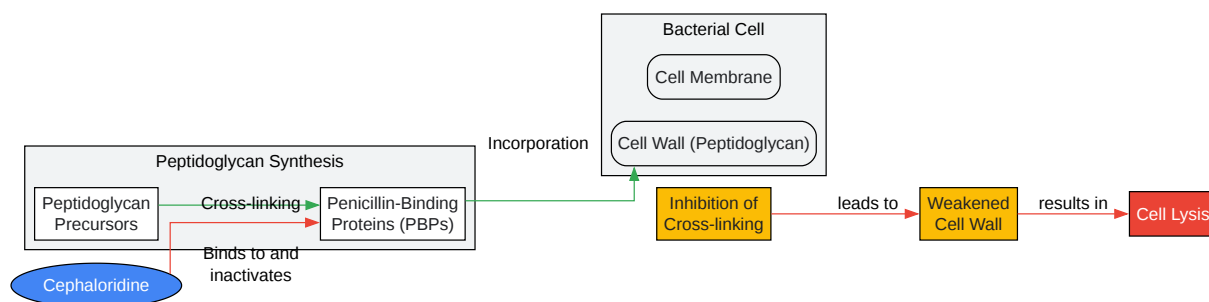 Bacterial Cell
Cell Membrane
Cell Wall (Peptidoglycan)
Incorporation
Peptidoglycan Synthesis
Peptidoglycan
Precursors
Cross-linking
Penicillin-Binding
Proteins (PBPs)
Binds to and
inactivates
Cephaloridine
Inhibition of
Cross-linking
leads to
Weakened
Cell Wall
results in
Cell Lysis